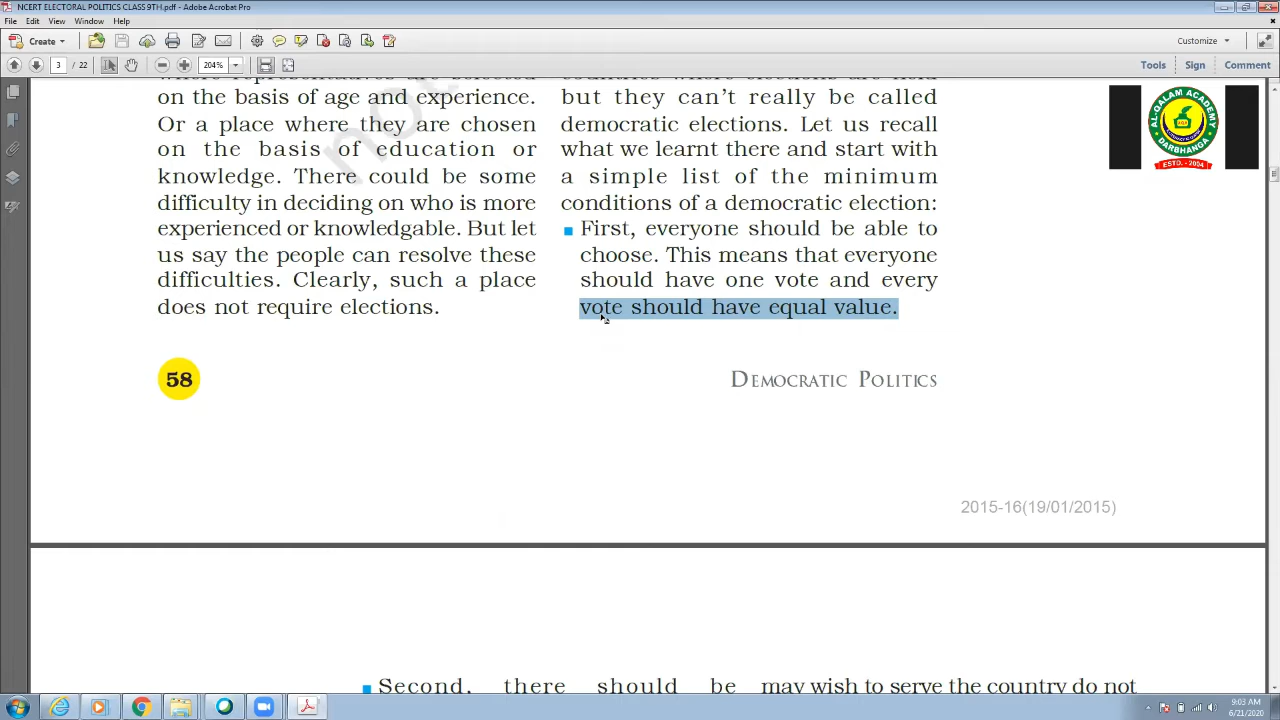 NCERT ELECTORAL POLITICS CLASS 9TH.pdf - Adobe Acrobat Pro
File Edit View Window Help
Create
Customize
3 / 22
204%
Tools Sign Comment
on the basis of age and experience.
Or a place where they are chosen
on the basis of education or
knowledge. There could be some
difficulty in deciding on who is more
experienced or knowledgable. But let
us say the people can resolve these
difficulties. Clearly, such a place
does not require elections.
but they can't really be called
democratic elections. Let us recall
what we learnt there and start with
a simple list of the minimum
conditions of a democratic election:
First, everyone should be able to
choose. This means that everyone
should have one vote and every
vote should have equal value.
AL-QALAM ACADEMY
DARBHANGA
ESTD. - 2004
58
DEMOCRATIC POLITICS
2015-16(19/01/2015)
Second, there should be
may wish to serve the country do not
9:03 AM
6/21/2020